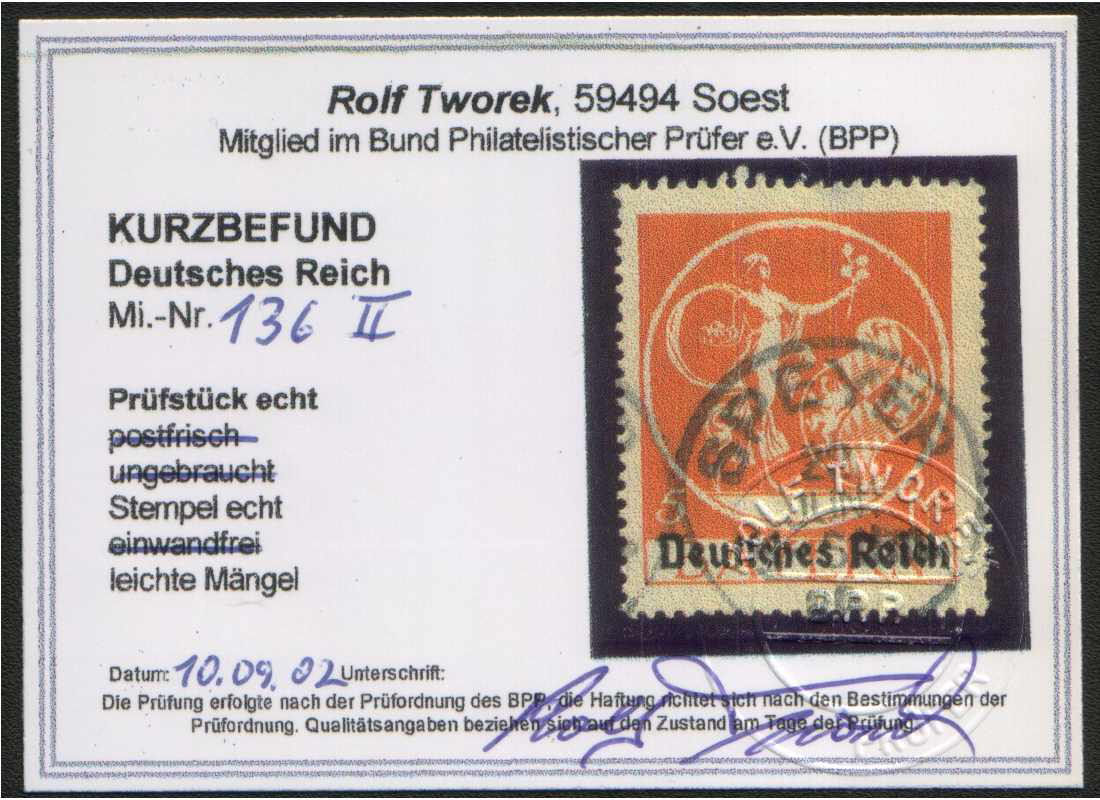 Rolf Tworek, 59494 Soest
Mitglied im Bund Philatelistischer Prüfer e.V. (BPP)
KURZBEFUND
Deutsches Reich
Mi.-Nr. 136 II
Prüfstück echt
postfrisch
ungebraucht
Stempel echt
einwandfrei
leichte Mängel
SPEYER
5
Deutsches Reich
BAYERN
TWOR
B.P.P.
Datum: 10.09.02 Unterschrift:
Die Prüfung erfolgte nach der Prüfordnung des BPP, die Haftung richtet sich nach den Bestimmungen der
Prüfordnung. Qualitätsangaben beziehen sich auf den Zustand am Tage der Prüfung.